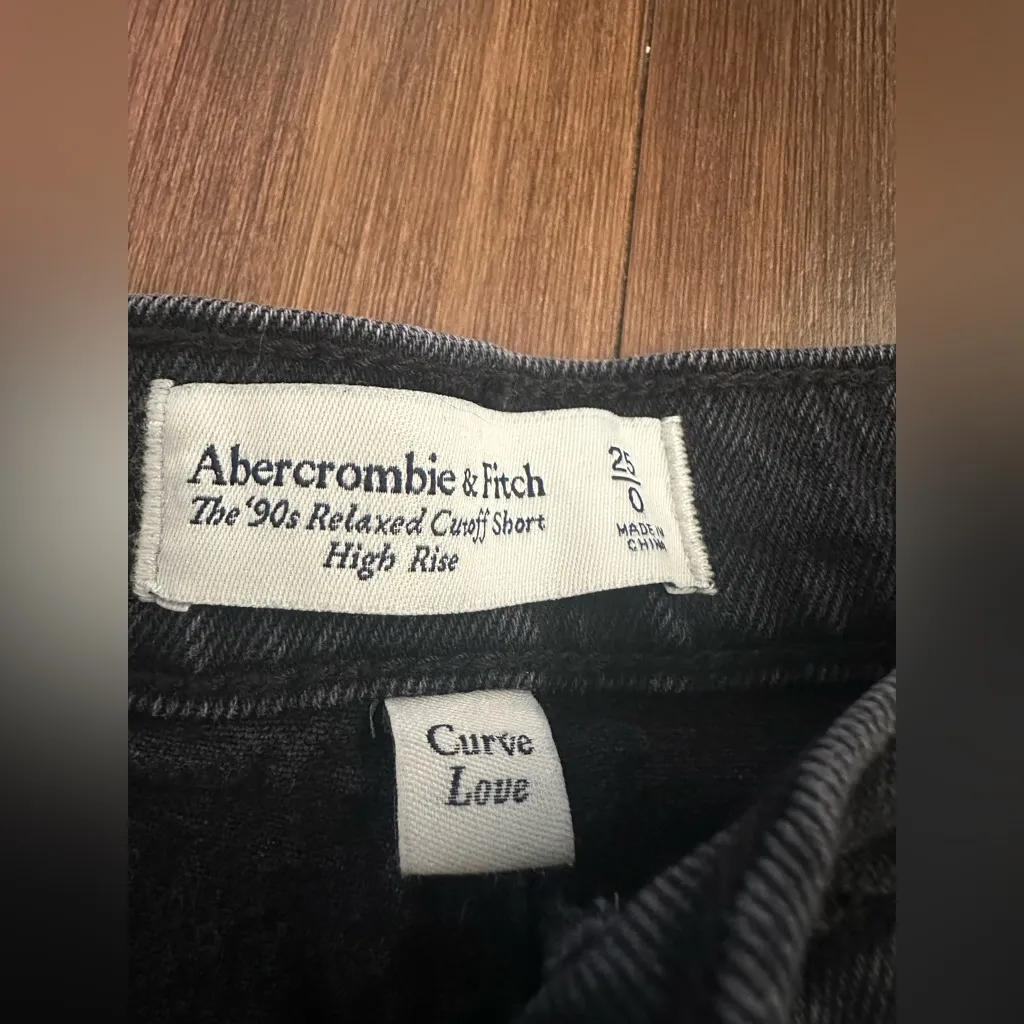 Abercrombie & Fitch
The '90s Relaxed Cutoff Short
High Rise
25
0
MADE IN
CHINA
Curve
Love